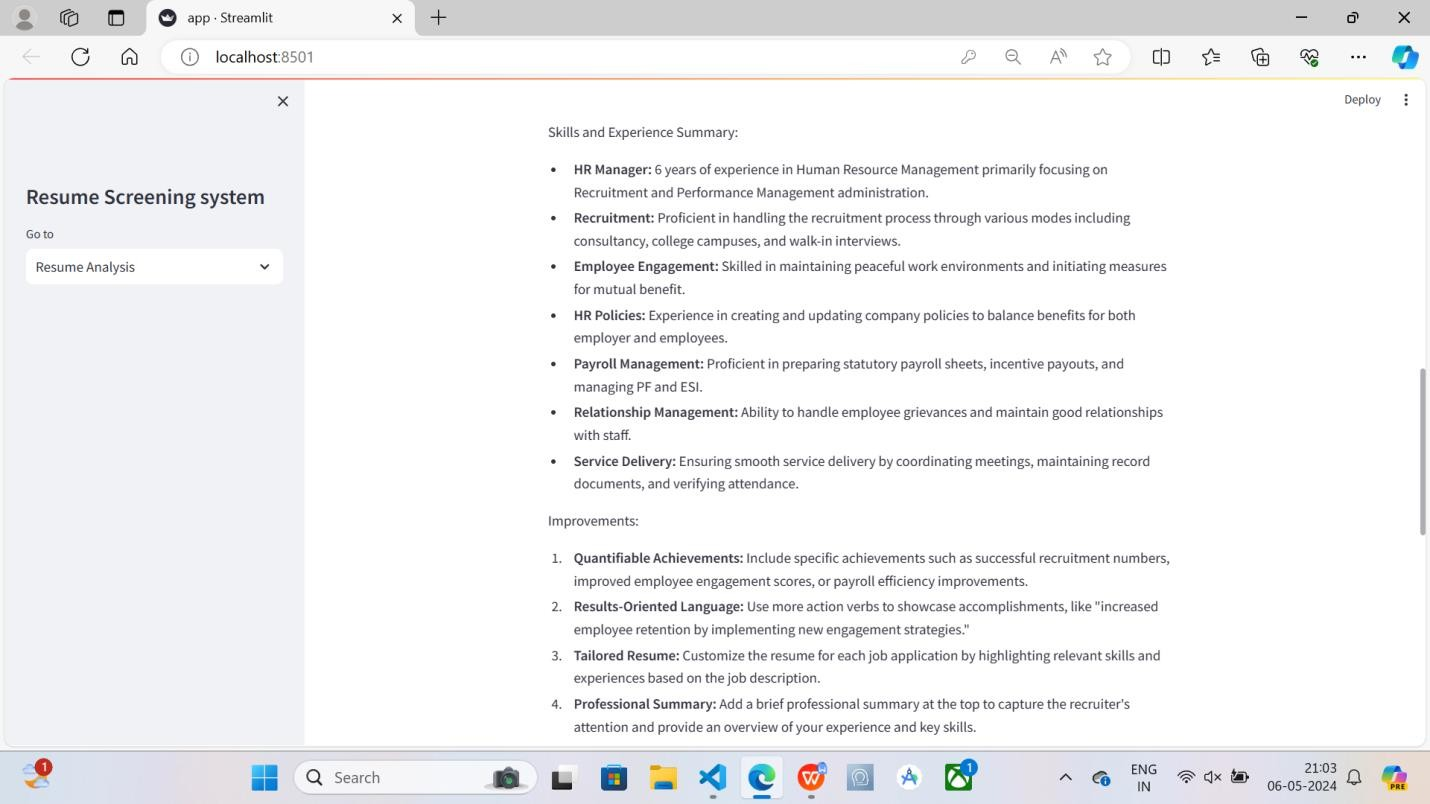 app · Streamlit
localhost:8501
Deploy
Resume Screening system
Go to
Resume Analysis
Skills and Experience Summary:
• HR Manager: 6 years of experience in Human Resource Management primarily focusing on
Recruitment and Performance Management administration.
• Recruitment: Proficient in handling the recruitment process through various modes including
consultancy, college campuses, and walk-in interviews.
• Employee Engagement: Skilled in maintaining peaceful work environments and initiating measures
for mutual benefit.
• HR Policies: Experience in creating and updating company policies to balance benefits for both
employer and employees.
• Payroll Management: Proficient in preparing statutory payroll sheets, incentive payouts, and
managing PF and ESI.
• Relationship Management: Ability to handle employee grievances and maintain good relationships
with staff.
• Service Delivery: Ensuring smooth service delivery by coordinating meetings, maintaining record
documents, and verifying attendance.
Improvements:
1. Quantifiable Achievements: Include specific achievements such as successful recruitment numbers,
improved employee engagement scores, or payroll efficiency improvements.
2. Results-Oriented Language: Use more action verbs to showcase accomplishments, like "increased
employee retention by implementing new engagement strategies."
3. Tailored Resume: Customize the resume for each job application by highlighting relevant skills and
experiences based on the job description.
4. Professional Summary: Add a brief professional summary at the top to capture the recruiter's
attention and provide an overview of your experience and key skills.
1
Search
1
ENG
IN
21:03
06-05-2024
PRE